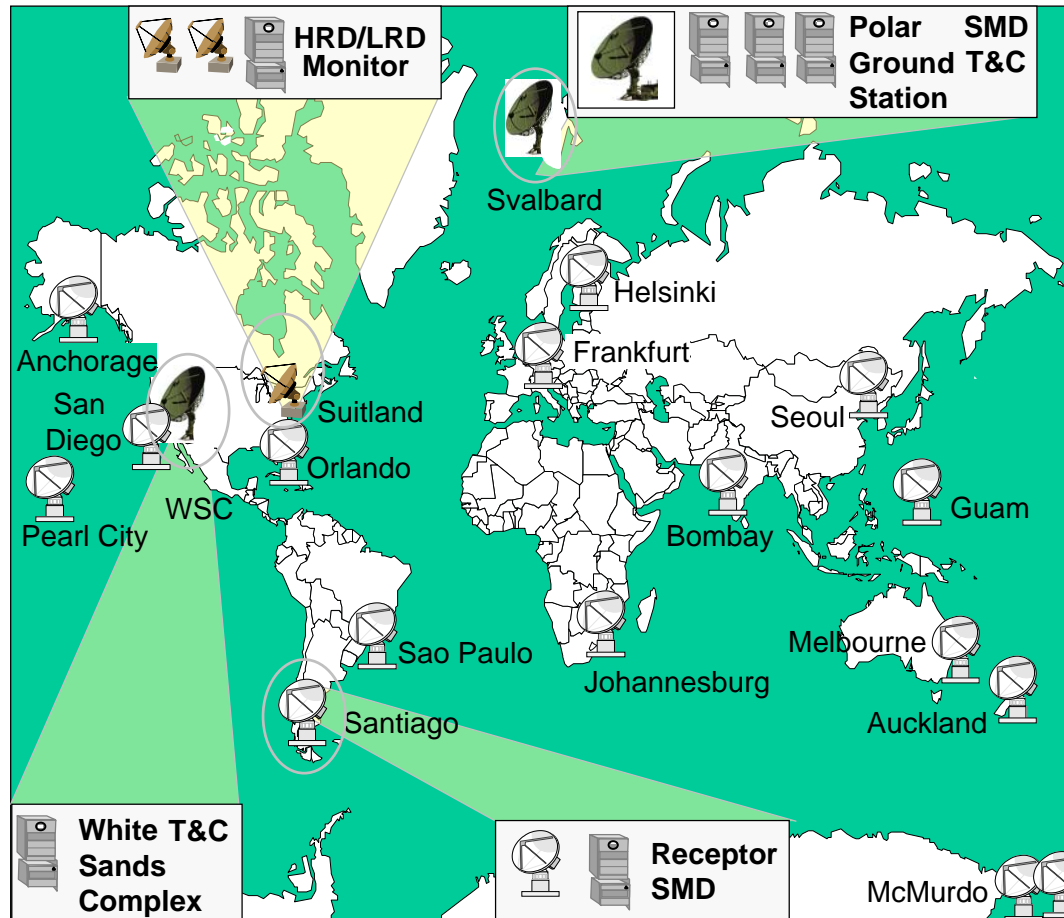 HRD/LRD
Monitor
Polar SMD
Ground T&C
Station
Svalbard
Helsinki
Anchorage
Frankfurt
San
Diego
Suitland
Seoul
Orlando
Pearl City
WSC
Bombay
Guam
Sao Paulo
Johannesburg
Melbourne
Santiago
Auckland
White T&C
Sands
Complex
Receptor
SMD
McMurdo